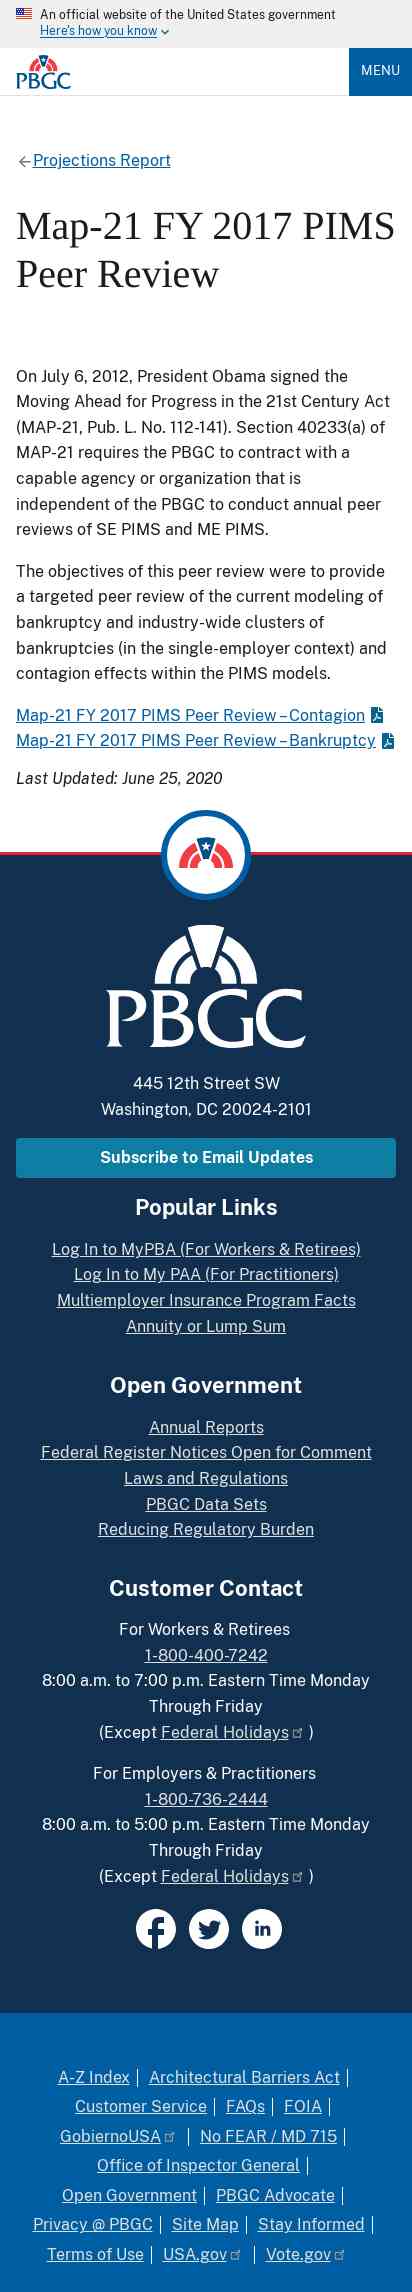 An official website of the United States government
Here's how you know
PBGC
MENU
Projections Report
Map-21 FY 2017 PIMS
Peer Review
On July 6, 2012, President Obama signed the
Moving Ahead for Progress in the 21st Century Act
(MAP-21, Pub. L. No. 112-141). Section 40233(a) of
MAP-21 requires the PBGC to contract with a
capable agency or organization that is
independent of the PBGC to conduct annual peer
reviews of SE PIMS and ME PIMS.
The objectives of this peer review were to provide
a targeted peer review of the current modeling of
bankruptcy and industry-wide clusters of
bankruptcies (in the single-employer context) and
contagion effects within the PIMS models.
Map-21 FY 2017 PIMS Peer Review – Contagion
Map-21 FY 2017 PIMS Peer Review – Bankruptcy
Last Updated: June 25, 2020
PBGC
445 12th Street SW
Washington, DC 20024-2101
Subscribe to Email Updates
Popular Links
Log In to MyPBA (For Workers & Retirees)
Log In to My PAA (For Practitioners)
Multiemployer Insurance Program Facts
Annuity or Lump Sum
Open Government
Annual Reports
Federal Register Notices Open for Comment
Laws and Regulations
PBGC Data Sets
Reducing Regulatory Burden
Customer Contact
For Workers & Retirees
1-800-400-7242
8:00 a.m. to 7:00 p.m. Eastern Time Monday
Through Friday
(Except Federal Holidays )
For Employers & Practitioners
1-800-736-2444
8:00 a.m. to 5:00 p.m. Eastern Time Monday
Through Friday
(Except Federal Holidays )
A-Z Index | Architectural Barriers Act |
Customer Service | FAQs | FOIA |
GobiernoUSA | No FEAR / MD 715 |
Office of Inspector General |
Open Government | PBGC Advocate |
Privacy @ PBGC | Site Map | Stay Informed |
Terms of Use | USA.gov | Vote.gov